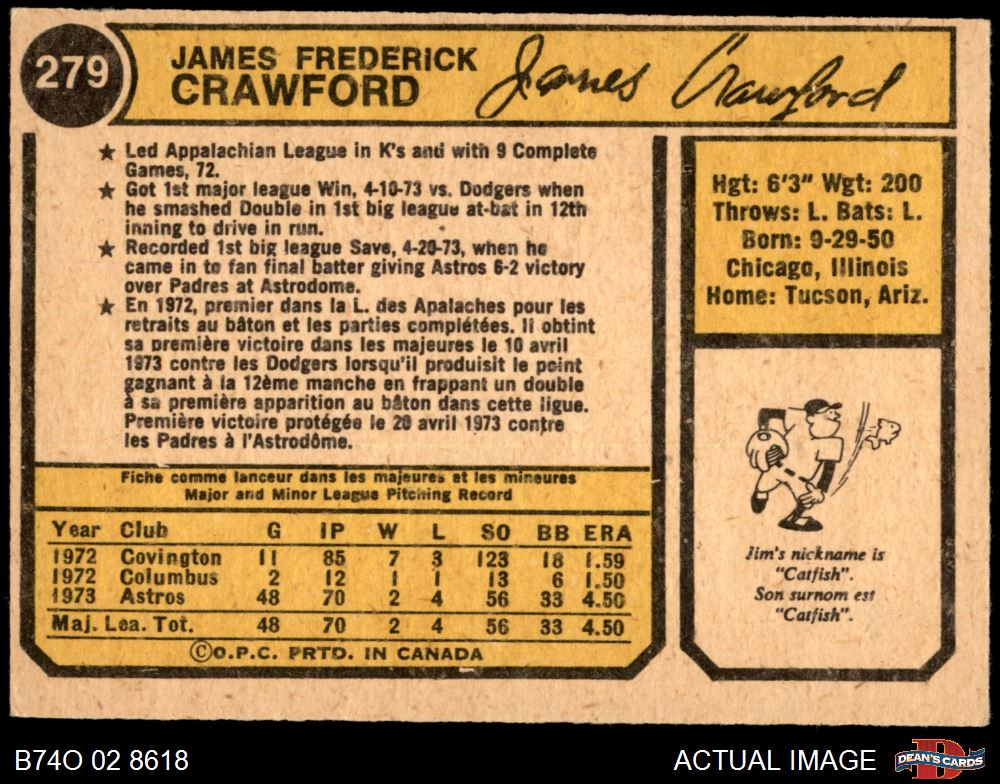 279
JAMES FREDERICK
CRAWFORD
James Crawford
★ Led Appalachian League in K's and with 9 Complete
Games, 72.
★ Got 1st major league Win, 4-10-73 vs. Dodgers when
he smashed Double in 1st big league at-bat in 12th
inning to drive in run.
★ Recorded 1st big league Save, 4-20-73, when he
came in to fan final batter giving Astros 6-2 victory
over Padres at Astrodome.
★ En 1972, premier dans la L. des Apalaches pour les
retraits au bâton et les parties complétées. Il obtint
sa première victoire dans les majeures le 10 avril
1973 contre les Dodgers lorsqu'il produisit le point
gagnant à la 12ème manche en frappant un double
à sa première apparition au bâton dans cette ligue.
Première victoire protégée le 20 avril 1973 contre
les Padres à l'Astrodôme.
Fiche comme lanceur dans les majeures et les mineures
Major and Minor League Pitching Record
Year Club G IP W L SO BB ERA
1972 Covington 11 85 7 3 123 18 1.59
1972 Columbus 2 12 1 1 13 6 1.50
1973 Astros 48 70 2 4 56 33 4.50
Maj. Lea. Tot. 48 70 2 4 56 33 4.50
©O.P.C. PRTD. IN CANADA
Hgt: 6'3" Wgt: 200
Throws: L. Bats: L.
Born: 9-29-50
Chicago, Illinois
Home: Tucson, Ariz.
Jim's nickname is
"Catfish".
Son surnom est
"Catfish".
B74O 02 8618
ACTUAL IMAGE
DEAN'S CARDS